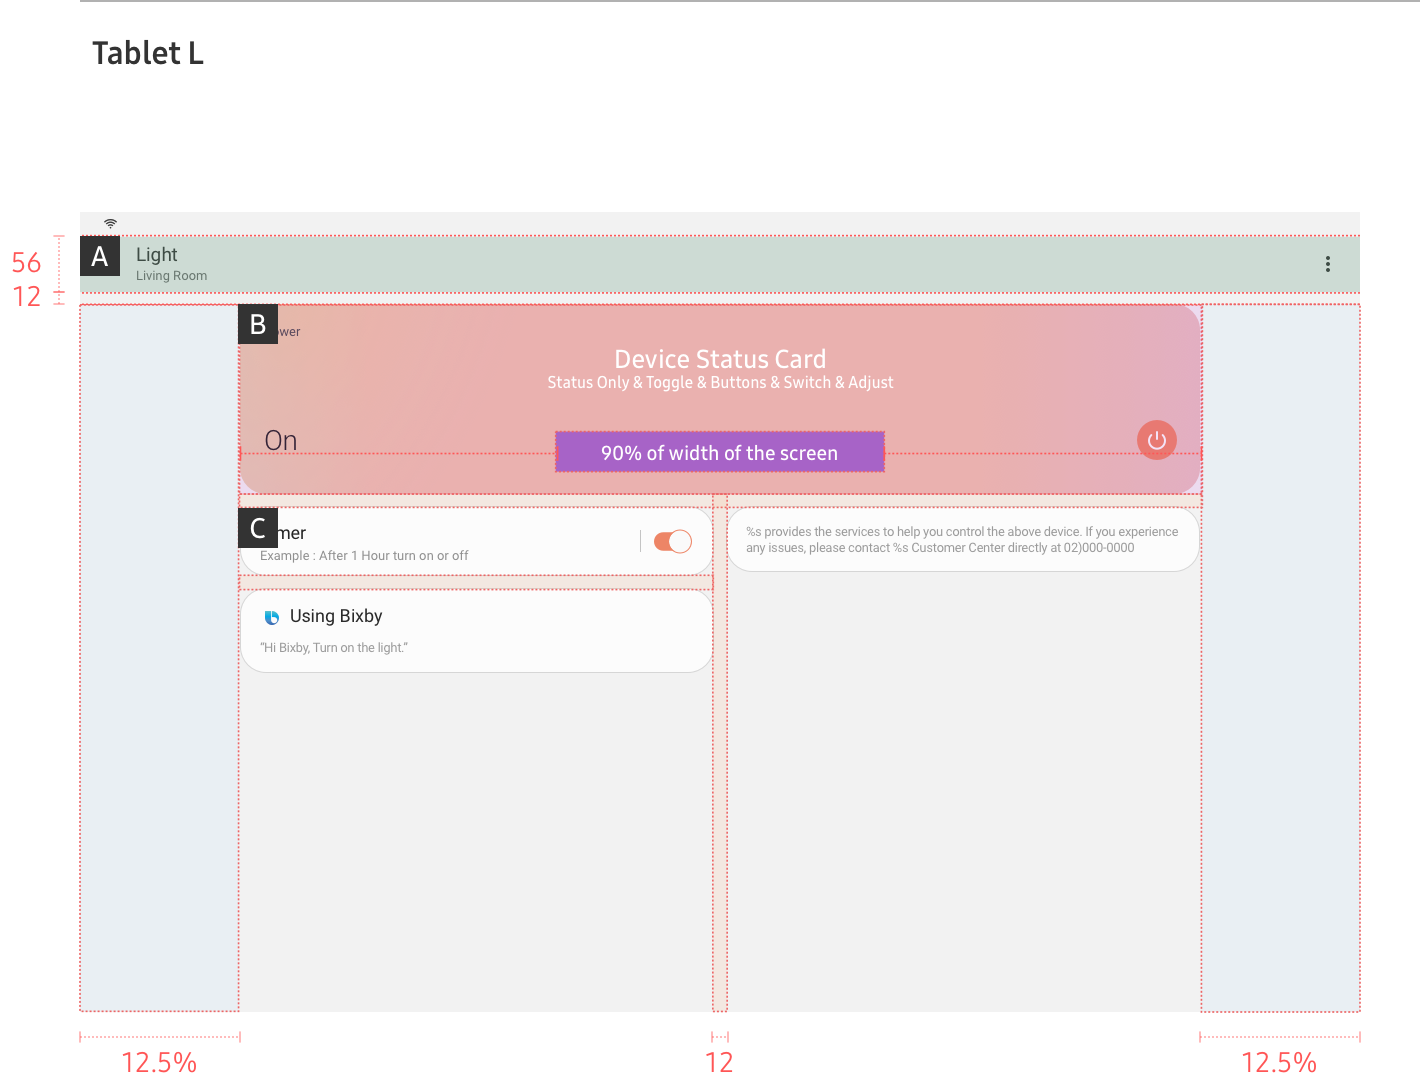 Tablet L
56
12
A
Light
Living Room
B
ower
Device Status Card
Status Only & Toggle & Buttons & Switch & Adjust
On
90% of width of the screen
C
mer
Example : After 1 Hour turn on or off
%s provides the services to help you control the above device. If you experience
any issues, please contact %s Customer Center directly at 02)000-0000
Using Bixby
“Hi Bixby, Turn on the light.”
12.5%
12
12.5%